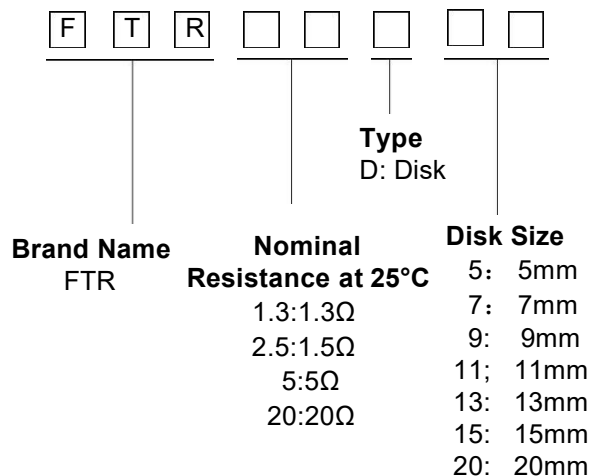 F T R
Type
D: Disk
Brand Name
FTR
Nominal
Resistance at 25°C
1.3:1.3Ω
2.5:1.5Ω
5:5Ω
20:20Ω
Disk Size
5： 5mm
7： 7mm
9: 9mm
11; 11mm
13: 13mm
15: 15mm
20: 20mm